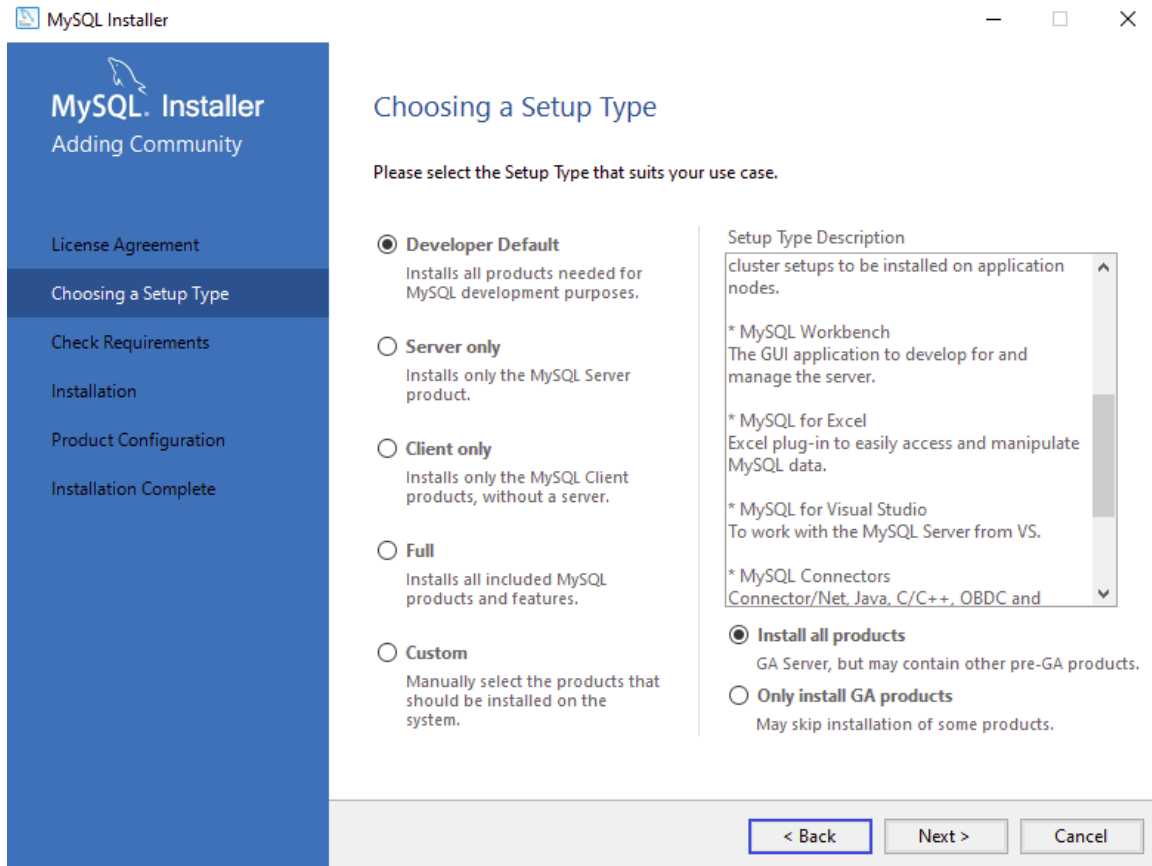 MySQL Installer
MySQL. Installer
Adding Community
License Agreement
Choosing a Setup Type
Check Requirements
Installation
Product Configuration
Installation Complete
Choosing a Setup Type
Please select the Setup Type that suits your use case.
Developer Default
Installs all products needed for
MySQL development purposes.
Server only
Installs only the MySQL Server
product.
Client only
Installs only the MySQL Client
products, without a server.
Full
Installs all included MySQL
products and features.
Custom
Manually select the products that
should be installed on the
system.
Setup Type Description
cluster setups to be installed on application
nodes.
* MySQL Workbench
The GUI application to develop for and
manage the server.
* MySQL for Excel
Excel plug-in to easily access and manipulate
MySQL data.
* MySQL for Visual Studio
To work with the MySQL Server from VS.
* MySQL Connectors
Connector/Net, Java, C/C++, OBDC and
Install all products
GA Server, but may contain other pre-GA products.
Only install GA products
May skip installation of some products.
< Back
Next >
Cancel